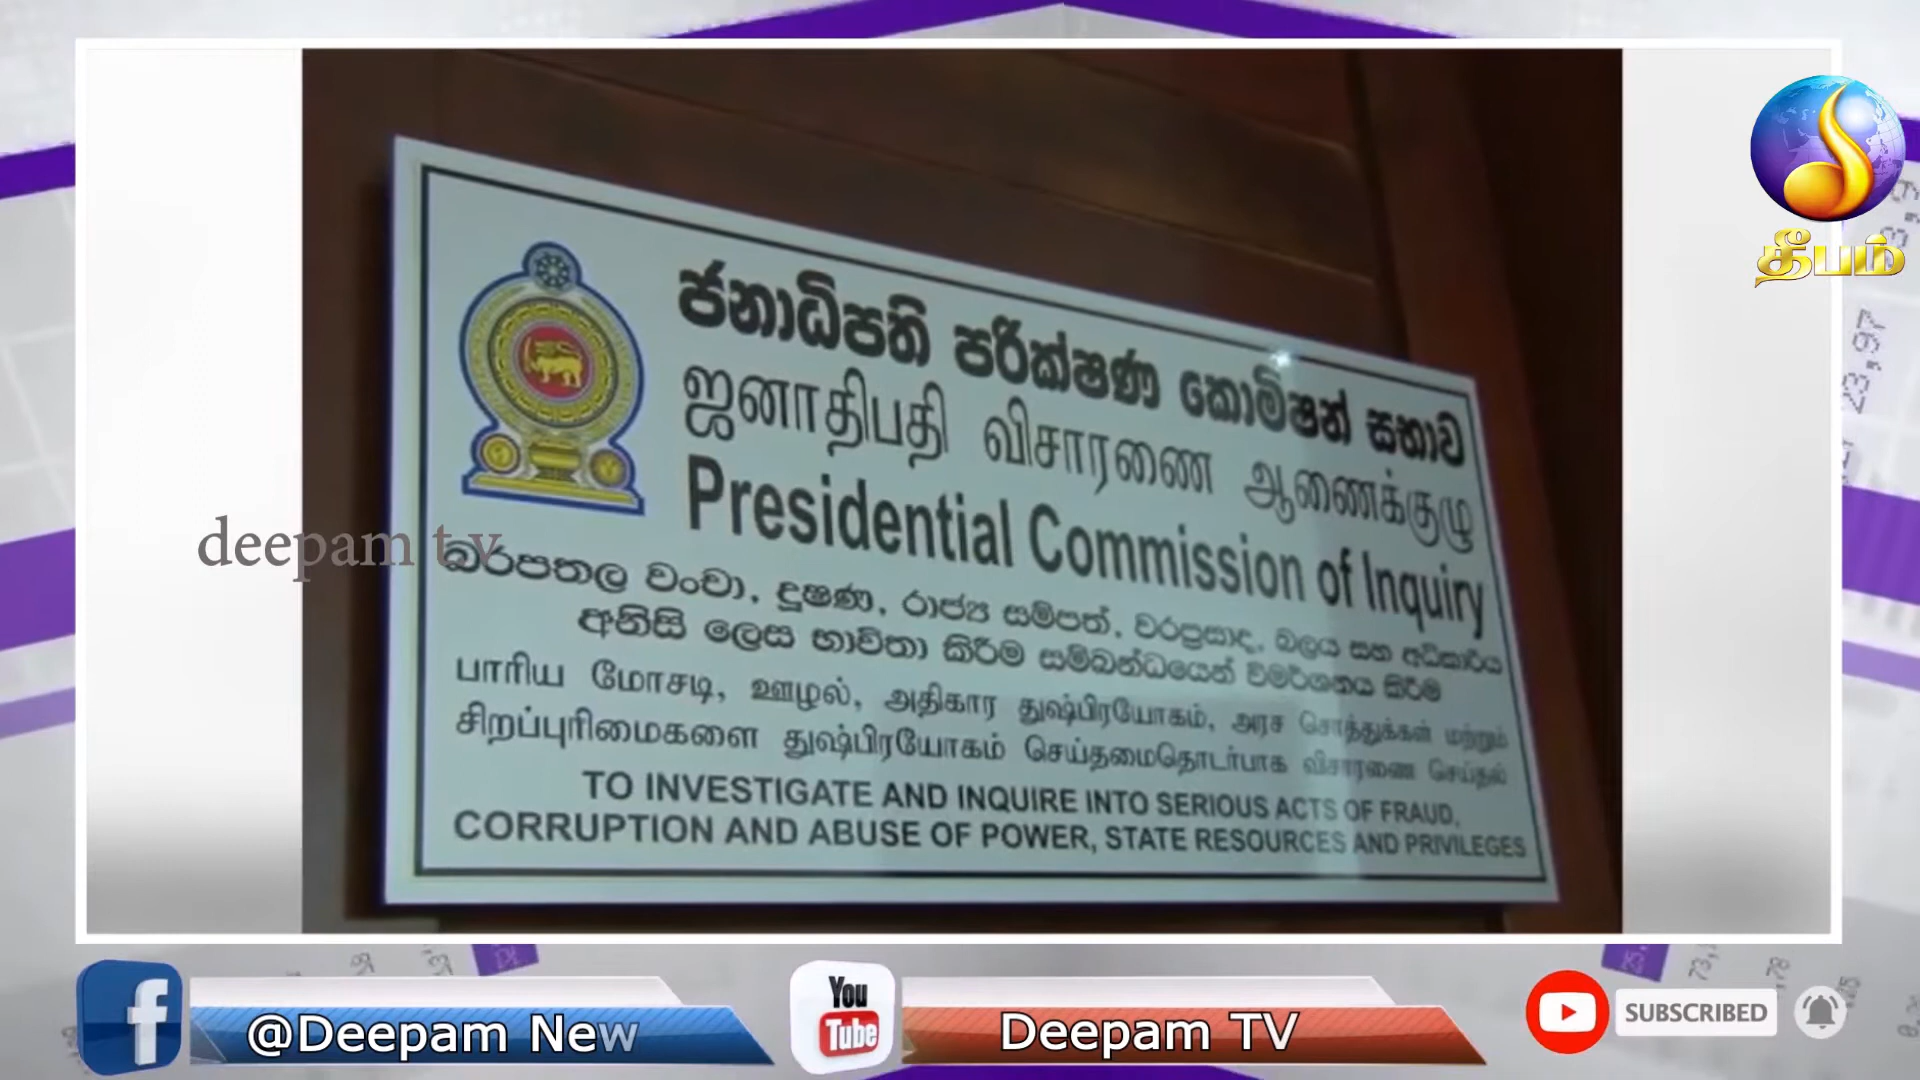 தீபம்
ජනාධිපති පරීක්ෂණ කොමිෂන් සභාව
ஜனாதிபதி விசாரணை ஆணைக்குழு
Presidential Commission of Inquiry
deepam tv
බරපතල වංචා, දූෂණ, රාජ්‍ය සම්පත්, වරප්‍රසාද, බලය සහ අධිකාරිය
අනිසි ලෙස භාවිතා කිරීම සම්බන්ධයෙන් විමර්ශනය කිරීම
பாரிய மோசடி, ஊழல், அதிகார துஷ்பிரயோகம், அரச சொத்துக்கள் மற்றும்
சிறப்புரிமைகளை துஷ்பிரயோகம் செய்தமைதொடர்பாக விசாரணை செய்தல்
TO INVESTIGATE AND INQUIRE INTO SERIOUS ACTS OF FRAUD,
CORRUPTION AND ABUSE OF POWER, STATE RESOURCES AND PRIVILEGES
23,97
@Deepam New
You Tube
Deepam TV
SUBSCRIBED